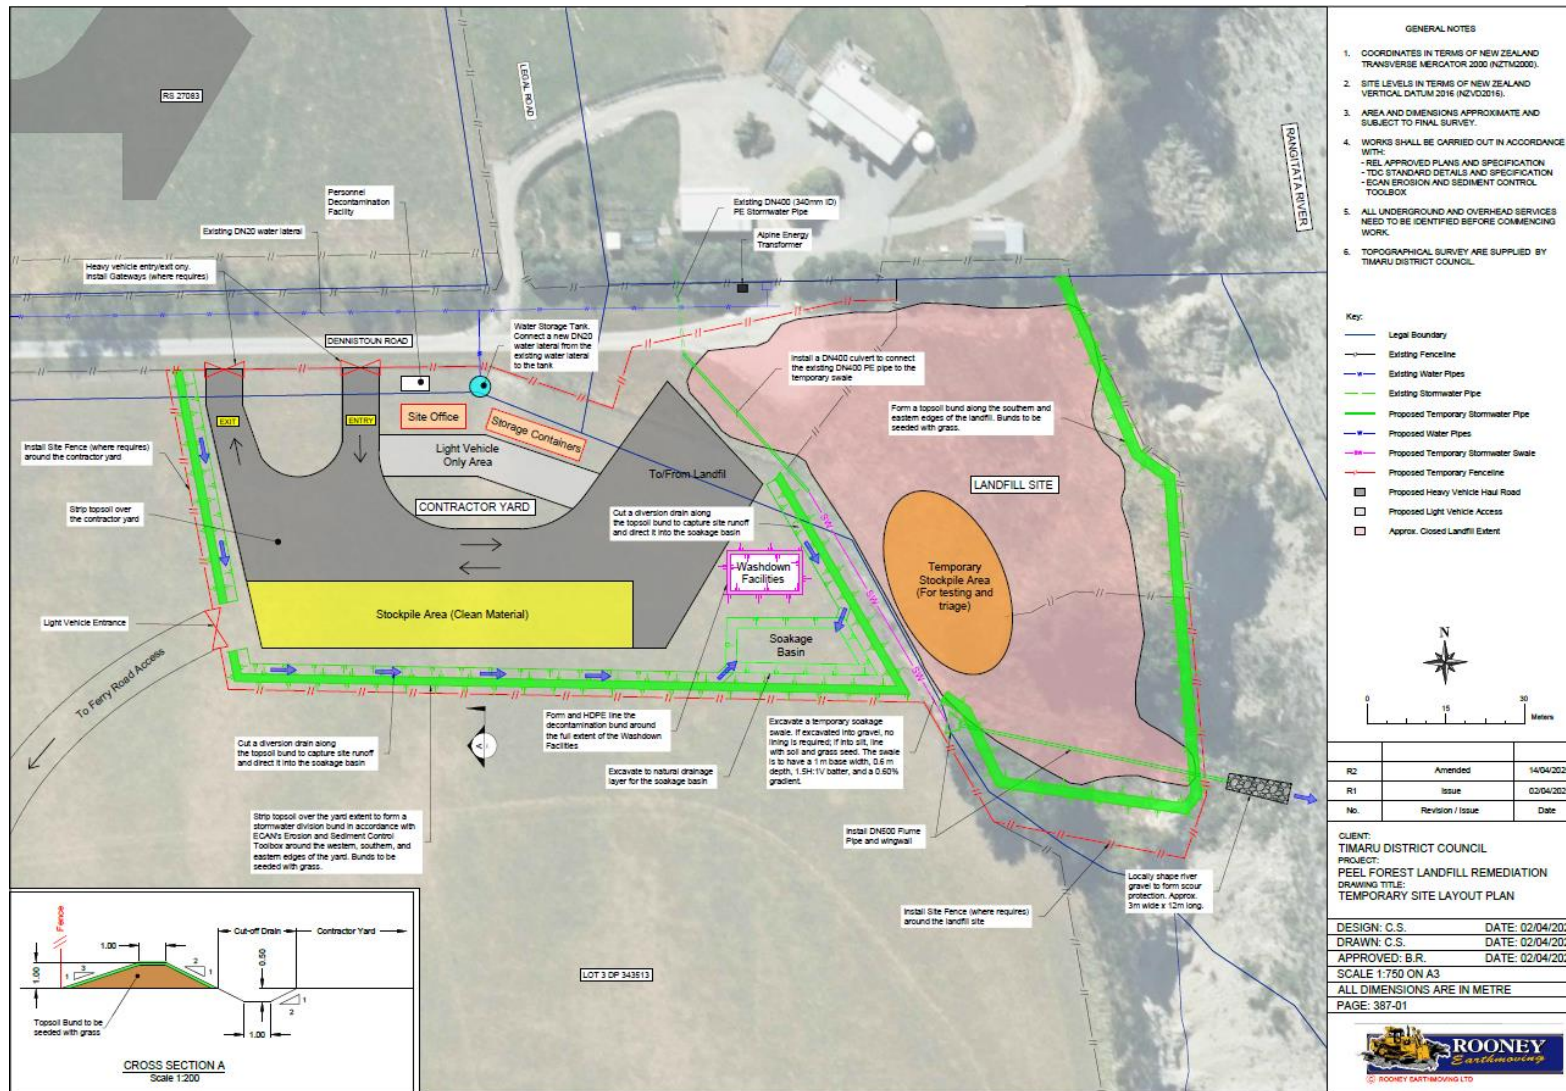 RS 27083
LEGAL ROAD
RANGITATA RIVER
Personnel
Decontamination
Facility
Existing DN20 water lateral
Heavy vehicle entry/exit ony.
Install Gateways (where requires)
Existing DN400 (340mm ID)
PE Stormwater Pipe
Alpine Energy
Transformer
DENNISTOUN ROAD
Water Storage Tank.
Connect a new DN20
water lateral from the
existing water lateral
to the tank
Install a DN400 culvert to connect
the existing DN400 PE pipe to the
temporary swale
Form a topsoil bund along the southern and
eastern edges of the landfill. Bunds to be
seeded with grass.
EXIT
ENTRY
Site Office
Storage Containers
Light Vehicle
Only Area
To/From Landfil
Install Site Fence (where requires)
around the contractor yard
CONTRACTOR YARD
LANDFILL SITE
Strip topsoil over
the contractor yard
Cut a diversion drain along
the topsoil bund to capture site runoff
and direct it into the soakage basin
SW
SW
SW
Washdown
Facilities
Temporary
Stockpile Area
(For testing and
triage)
Stockpile Area (Clean Material)
Light Vehicle Entrance
Soakage
Basin
To Ferry Road Access
Cut a diversion drain along
the topsoil bund to capture site runoff
and direct it into the soakage basin
A
Form and HDPE line the
decontamination bund around
the full extent of the Washdown
Facilities
Excavate to natural drainage
layer for the soakage basin
Excavate a temporary soakage
swale. If excavated into gravel, no
lining is required; if into silt, line
with soil and grass seed. The swale
is to have a 1 m base width, 0.6 m
depth, 1.5H:1V batter, and a 0.60%
gradient.
Strip topsoil over the yard extent to form a
stormwater division bund in accordance with
ECAN's Erosion and Sediment Control
Toolbox around the western, southern, and
eastern edges of the yard. Bunds to be
seeded with grass.
Install DN500 Flume
Pipe and wingwall
Locally shape river
gravel to form scour
protection. Approx.
3m wide x 12m long.
Install Site Fence (where requires)
around the landfill site
LOT 3 DP 343513
Fence
Cut-off Drain
Contractor Yard
1.00
1.00
3
1
2
1
0.50
1
2
1.00
Topsoil Bund to be
seeded with grass
CROSS SECTION A
Scale 1:200
GENERAL NOTES
1. COORDINATES IN TERMS OF NEW ZEALAND
TRANSVERSE MERCATOR 2000 (NZTM2000).
2. SITE LEVELS IN TERMS OF NEW ZEALAND
VERTICAL DATUM 2016 (NZVD2016).
3. AREA AND DIMENSIONS APPROXIMATE AND
SUBJECT TO FINAL SURVEY.
4. WORKS SHALL BE CARRIED OUT IN ACCORDANCE
WITH:
- REL APPROVED PLANS AND SPECIFICATION
- TDC STANDARD DETAILS AND SPECIFICATION
- ECAN EROSION AND SEDIMENT CONTROL
TOOLBOX
5. ALL UNDERGROUND AND OVERHEAD SERVICES
NEED TO BE IDENTIFIED BEFORE COMMENCING
WORK.
6. TOPOGRAPHICAL SURVEY ARE SUPPLIED BY
TIMARU DISTRICT COUNCIL.
Key:
Legal Boundary
Existing Fenceline
Existing Water Pipes
Existing Stormwater Pipe
Proposed Temporary Stormwater Pipe
Proposed Water Pipes
Proposed Temporary Stormwater Swale
Proposed Temporary Fenceline
Proposed Heavy Vehicle Haul Road
Proposed Light Vehicle Access
Approx. Closed Landfill Extent
N
0 15 30
Meters
R2 Amended 14/04/202
R1 Issue 02/04/202
No. Revision / Issue Date
CLIENT:
TIMARU DISTRICT COUNCIL
PROJECT:
PEEL FOREST LANDFILL REMEDIATION
DRAWING TITLE:
TEMPORARY SITE LAYOUT PLAN
DESIGN: C.S. DATE: 02/04/202
DRAWN: C.S. DATE: 02/04/202
APPROVED: B.R. DATE: 02/04/202
SCALE 1:750 ON A3
ALL DIMENSIONS ARE IN METRE
PAGE: 387-01
ROONEY
Earthmoving
© ROONEY EARTHMOVING LTD